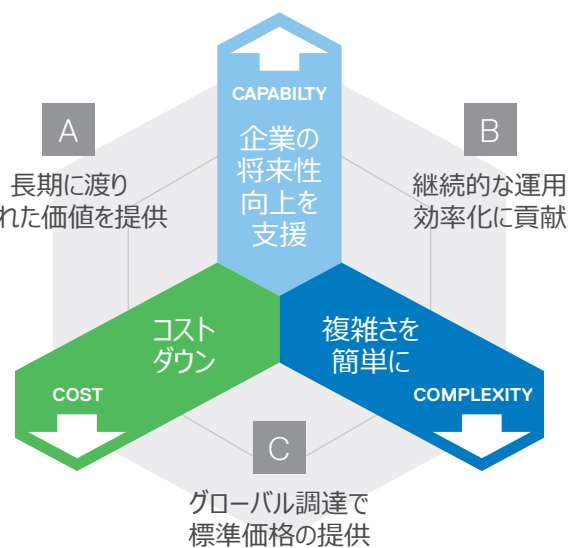 CAPABILTY
企業の
将来性
向上を
支援
A
長期に渡り
れた価値を提供
B
継続的な運用
効率化に貢献
コスト
ダウン
COST
複雑さを
簡単に
COMPLEXITY
C
グローバル調達で
標準価格の提供